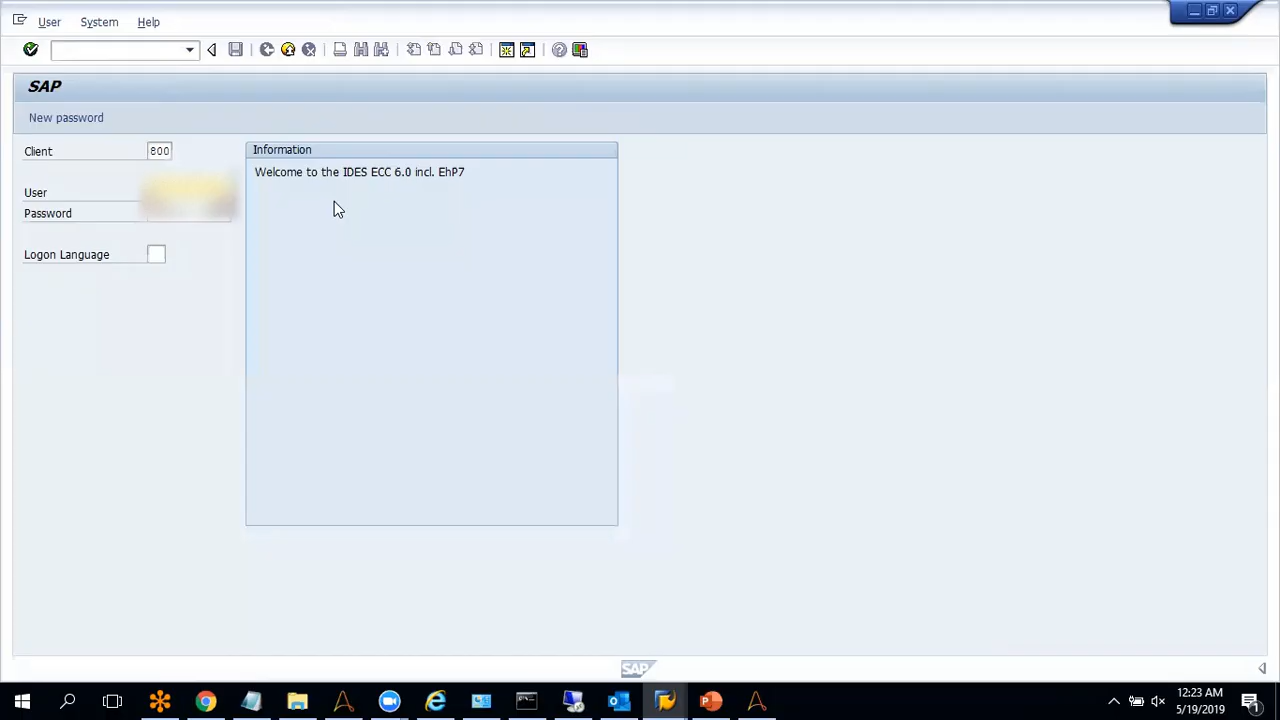 User System Help
SAP
New password
Client 800
Information
Welcome to the IDES ECC 6.0 incl. EhP7
User
Password
Logon Language
SAP
12:23 AM
5/19/2019
1